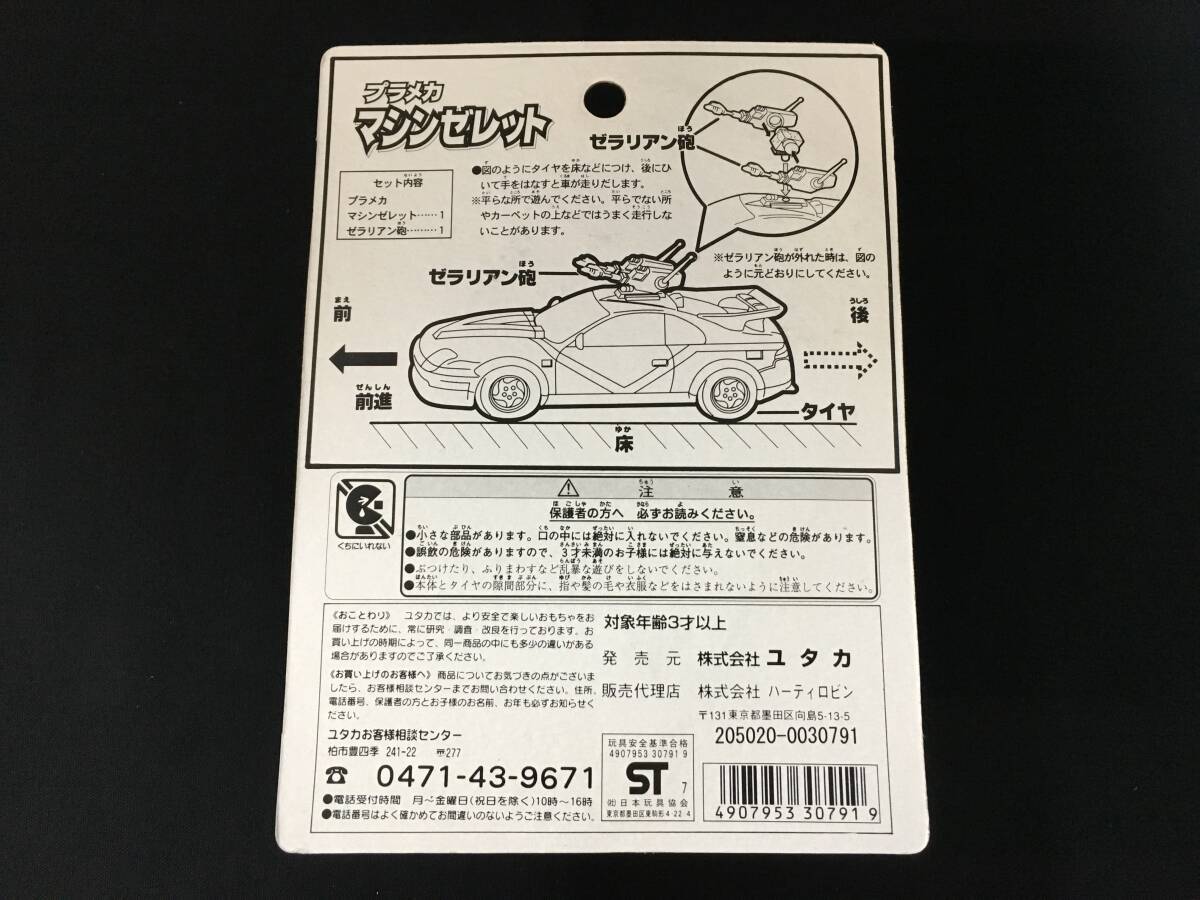 プラメカ
マシンゼレット
セット内容
プラメカ
マシンゼレット……1
ゼラリアン砲………1
●図のようにタイヤを床などにつけ、後にひ
いて手をはなすと車が走りだします。
※平らな所で遊んでください。平らでない所
やカーペットの上などではうまく走行しな
いことがあります。
ゼラリアン砲
※ゼラリアン砲が外れた時は、図の
ように元どおりにしてください。
ゼラリアン砲
前
後
前進
タイヤ
床
くちにいれない
注意
保護者の方へ 必ずお読みください。
●小さな部品があります。口の中には絶対に入れないでください。窒息などの危険があります。
●誤飲の危険がありますので、3才未満のお子様には絶対に与えないでください。
●ぶつけたり、ふりまわすなど乱暴な遊びをしないでください。
●本体とタイヤの隙間部分に、指や髪の毛や衣服などをはさまれないように注意してください。
《おことわり》 ユタカでは、より安全で楽しいおもちゃをお
届けするために、常に研究・調査・改良を行っております。お
買い上げの時期によって、同一商品の中にも多少の違いがある
場合がありますのでご了承ください。
《お買い上げのお客様へ》商品についてお気づきの点がございま
したら、お客様相談センターまでお問い合わせください。住所、
電話番号、保護者の方とお子様のお名前、お年も必ずお知らせく
ださい。
ユタカお客様相談センター
柏市豊四季 241-22 〒277
☎ 0471-43-9671
●電話受付時間 月〜金曜日(祝日を除く)10時〜16時
●電話番号はよく確かめてお間違いのないようご注意ください。
対象年齢3才以上
発売元 株式会社 ユタカ
販売代理店 株式会社 ハーティロビン
〒131東京都墨田区向島5-13-5
205020-0030791
玩具安全基準合格
4907953 30791 9
ST 7
㈳日本玩具協会
東京都墨田区東駒形4-22-4
4907953 307919